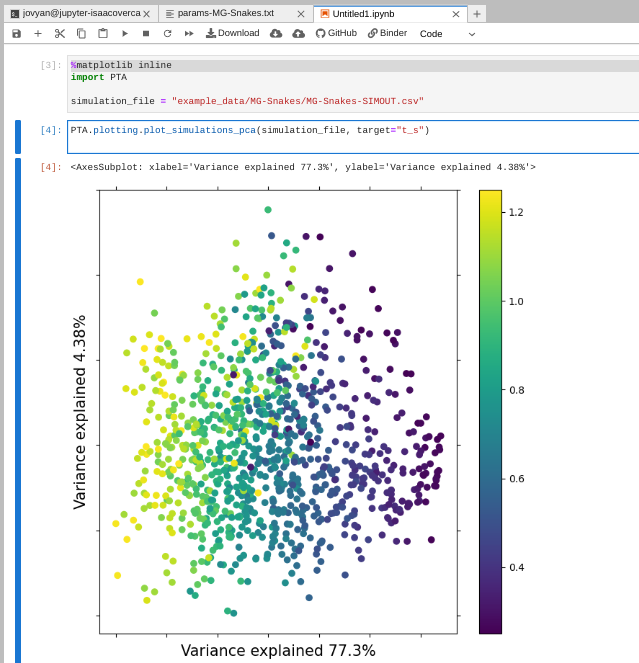 jovyan@jupyter-isaacoverca
params-MG-Snakes.txt
Untitled1.ipynb
Download GitHub Binder Code
[3]: %matplotlib inline
import PTA
simulation_file = "example_data/MG-Snakes/MG-Snakes-SIMOUT.csv"
[4]: PTA.plotting.plot_simulations_pca(simulation_file, target="t_s")
[4]: <AxesSubplot: xlabel='Variance explained 77.3%', ylabel='Variance explained 4.38%'>
1.2
1.0
0.8
0.6
0.4
Variance explained 4.38%
Variance explained 77.3%